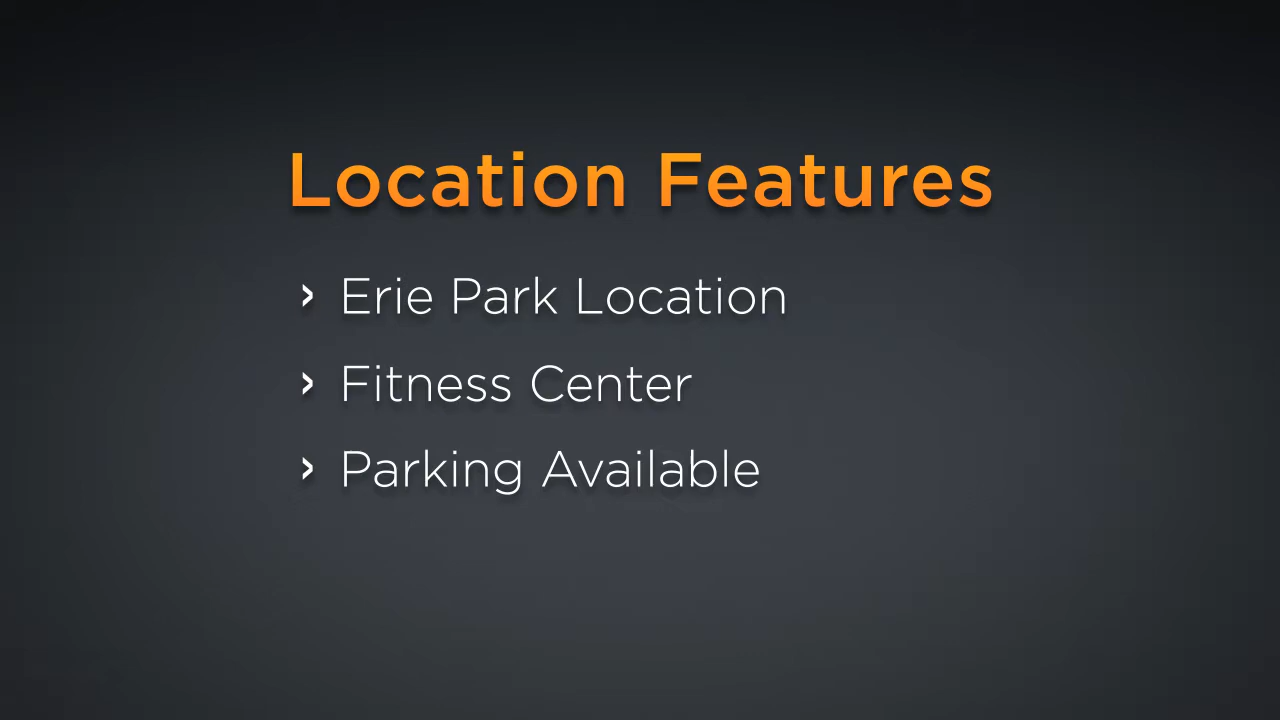 Location Features
› Erie Park Location
› Fitness Center
› Parking Available